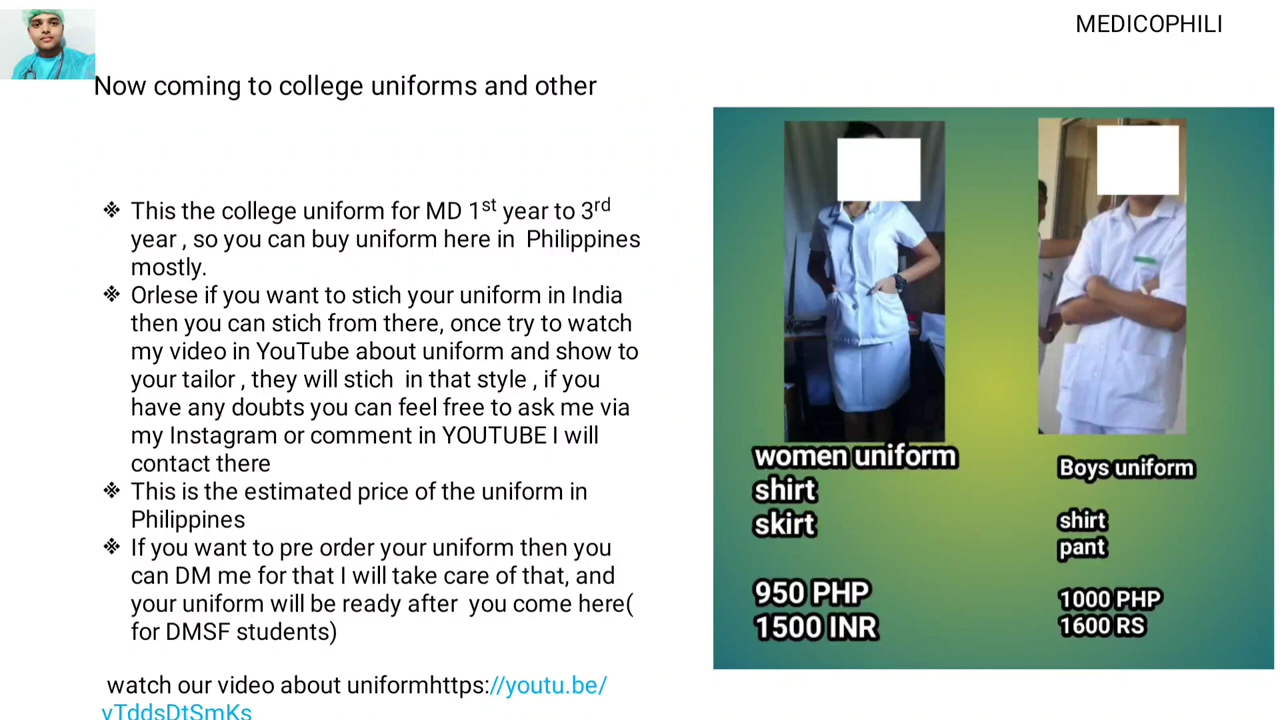 MEDICOPHILI
Now coming to college uniforms and other
❖ This the college uniform for MD 1st year to 3rd
year , so you can buy uniform here in Philippines
mostly.
❖ Orlese if you want to stich your uniform in India
then you can stich from there, once try to watch
my video in YouTube about uniform and show to
your tailor , they will stich in that style , if you
have any doubts you can feel free to ask me via
my Instagram or comment in YOUTUBE I will
contact there
❖ This is the estimated price of the uniform in
Philippines
❖ If you want to pre order your uniform then you
can DM me for that I will take care of that, and
your uniform will be ready after you come here(
for DMSF students)
watch our video about uniformhttps://youtu.be/
vTddsDtSmKs
women uniform
shirt
skirt
950 PHP
1500 INR
Boys uniform
shirt
pant
1000 PHP
1600 RS